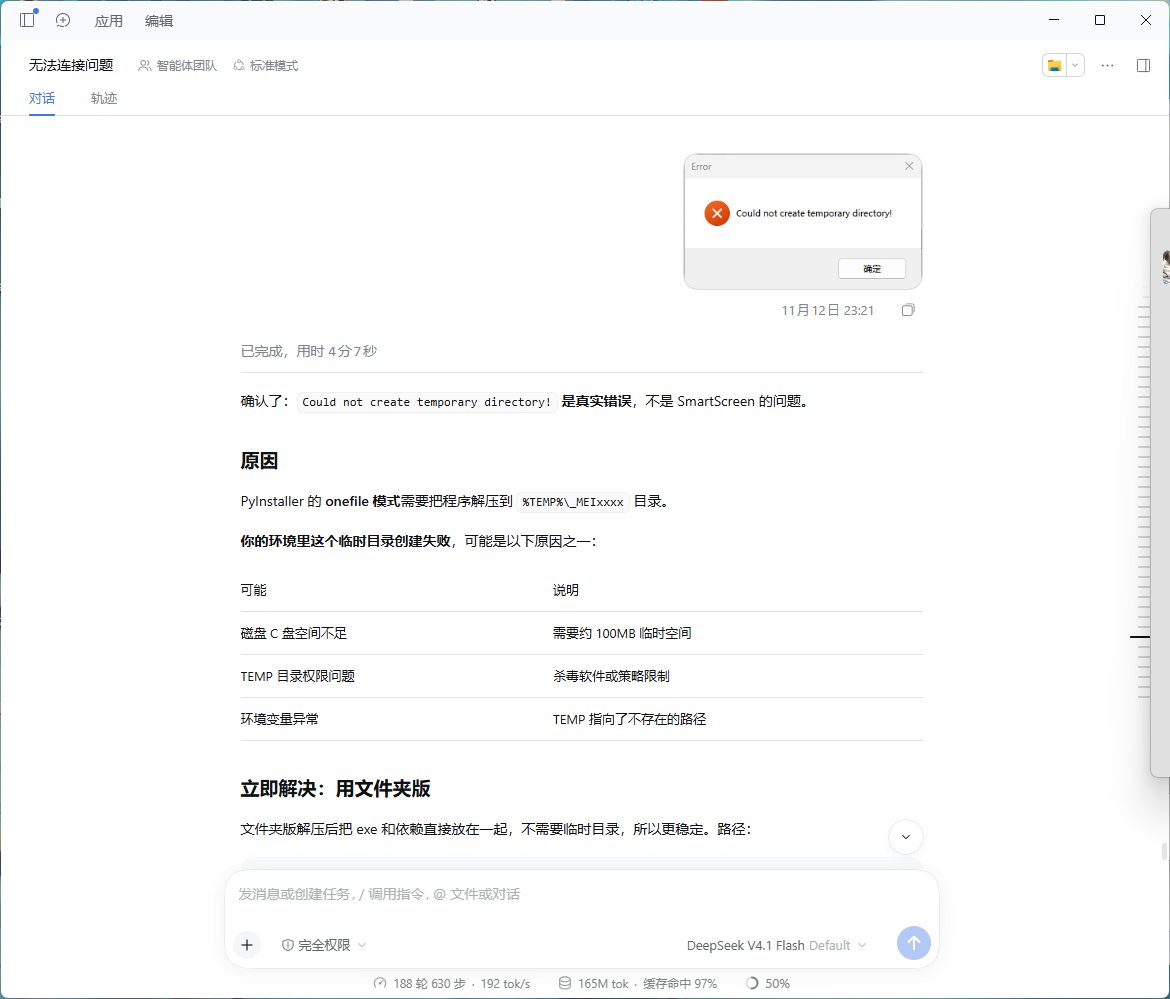 应用 编辑
无法连接问题 智能体团队 标准模式
对话 轨迹
Error
Could not create temporary directory!
确定
11月12日 23:21
已完成，用时 4分7秒
确认了： Could not create temporary directory! 是真实错误，不是 SmartScreen 的问题。
原因
PyInstaller 的 onefile 模式需要把程序解压到 %TEMP%\_MEIxxxx 目录。
你的环境里这个临时目录创建失败，可能是以下原因之一：
可能 说明
磁盘 C 盘空间不足 需要约 100MB 临时空间
TEMP 目录权限问题 杀毒软件或策略限制
环境变量异常 TEMP 指向了不存在的路径
立即解决：用文件夹版
文件夹版解压后把 exe 和依赖直接放在一起，不需要临时目录，所以更稳定。路径：
发消息或创建任务, / 调用指令, @ 文件或对话
完全权限 DeepSeek V4.1 Flash Default
188 轮 630 步 · 192 tok/s 165M tok · 缓存命中 97% 50%